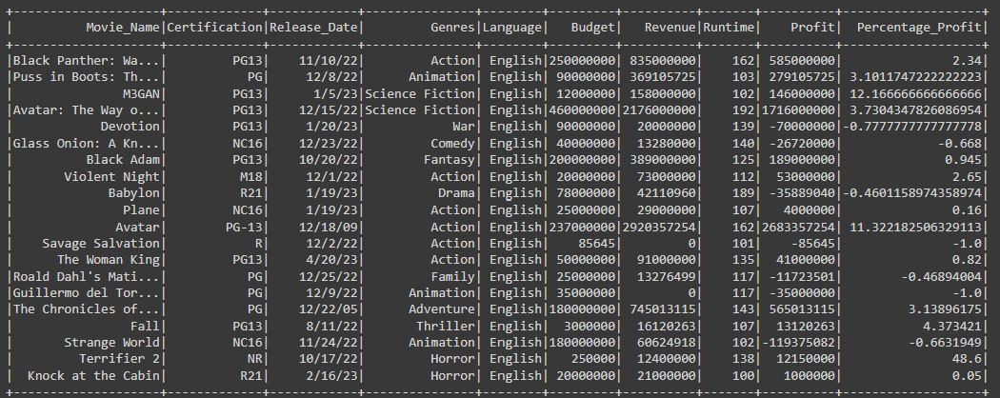 +--------------------+-------------+------------+---------------+--------+---------+----------+-------+----------+-------------------+
|          Movie_Name|Certification|Release_Date|         Genres|Language|   Budget|   Revenue|Runtime|    Profit|  Percentage_Profit|
+--------------------+-------------+------------+---------------+--------+---------+----------+-------+----------+-------------------+
|Black Panther: Wa...|         PG13|    11/10/22|         Action| English|250000000| 835000000|    162| 585000000|               2.34|
|Puss in Boots: Th...|           PG|     12/8/22|      Animation| English| 90000000| 369105725|    103| 279105725| 3.1011747222222223|
|               M3GAN|         PG13|      1/5/23|Science Fiction| English| 12000000| 158000000|    102| 146000000| 12.166666666666666|
|Avatar: The Way o...|         PG13|    12/15/22|Science Fiction| English|460000000|2176000000|    192|1716000000| 3.7304347826086954|
|            Devotion|         PG13|     1/20/23|            War| English| 90000000|  20000000|    139| -70000000|-0.7777777777777778|
|Glass Onion: A Kn...|         NC16|    12/23/22|         Comedy| English| 40000000|  13280000|    140| -26720000|             -0.668|
|          Black Adam|         PG13|    10/20/22|        Fantasy| English|200000000| 389000000|    125| 189000000|              0.945|
|       Violent Night|          M18|     12/1/22|         Action| English| 20000000|  73000000|    112|  53000000|               2.65|
|             Babylon|          R21|     1/19/23|          Drama| English| 78000000|  42110960|    189| -35889040|-0.4601158974358974|
|               Plane|         NC16|     1/19/23|         Action| English| 25000000|  29000000|    107|   4000000|               0.16|
|              Avatar|        PG-13|    12/18/09|         Action| English|237000000|2920357254|    162|2683357254| 11.322182506329113|
|    Savage Salvation|            R|     12/2/22|         Action| English|    85645|         0|    101|    -85645|               -1.0|
|      The Woman King|         PG13|     4/20/23|         Action| English| 50000000|  91000000|    135|  41000000|               0.82|
|Roald Dahl's Mati...|           PG|    12/25/22|         Family| English| 25000000|  13276499|    117| -11723501|        -0.46894004|
|Guillermo del Tor...|           PG|     12/9/22|      Animation| English| 35000000|         0|    117| -35000000|               -1.0|
|The Chronicles of...|           PG|    12/22/05|      Adventure| English|180000000| 745013115|    143| 565013115|         3.13896175|
|                Fall|         PG13|     8/11/22|       Thriller| English|  3000000|  16120263|    107|  13120263|           4.373421|
|       Strange World|         NC16|    11/24/22|      Animation| English|180000000|  60624918|    102|-119375082|         -0.6631949|
|         Terrifier 2|           NR|    10/17/22|         Horror| English|   250000|  12400000|    138|  12150000|               48.6|
|  Knock at the Cabin|          R21|     2/16/23|         Horror| English| 20000000|  21000000|    100|   1000000|               0.05|
+--------------------+-------------+------------+---------------+--------+---------+----------+-------+----------+-------------------+